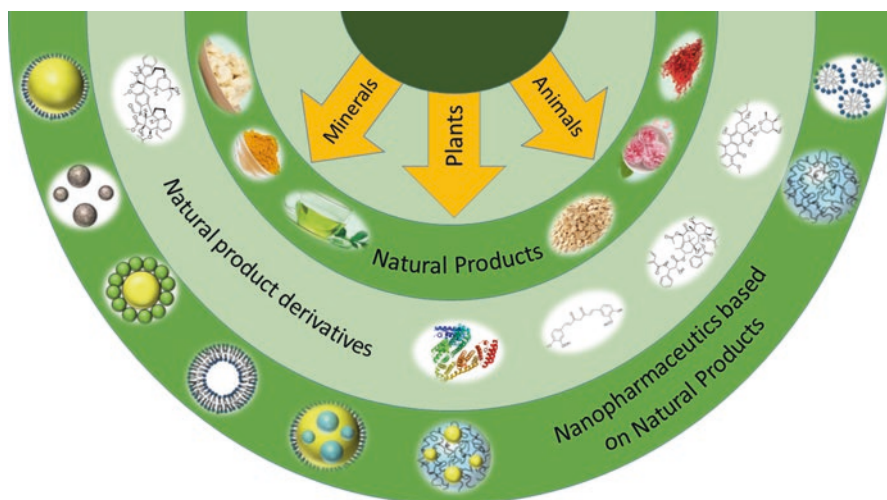 Minerals
Plants
Animals
Natural Products
Natural product derivatives
Nanopharmaceutics based
on Natural Products